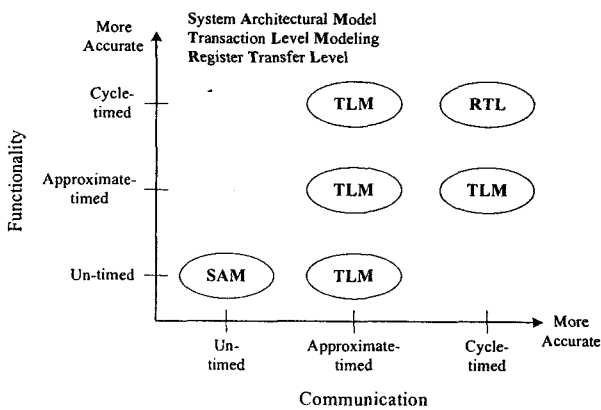 System Architectural Model
Transaction Level Modeling
Register Transfer Level
More
Accurate
Functionality
Cycle-
timed
TLM
RTL
Approximate-
timed
TLM
TLM
Un-timed
SAM
TLM
More
Accurate
Un-
timed
Approximate-
timed
Cycle-
timed
Communication